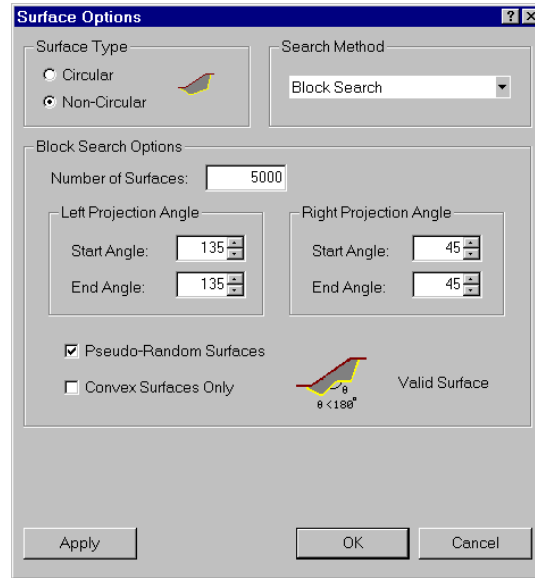 Surface Options
Surface Type
Circular
Non-Circular
Search Method
Block Search
Block Search Options
Number of Surfaces: 5000
Left Projection Angle
Start Angle: 135
End Angle: 135
Right Projection Angle
Start Angle: 45
End Angle: 45
Pseudo-Random Surfaces
Convex Surfaces Only
θ
θ <180°
Valid Surface
Apply
OK
Cancel